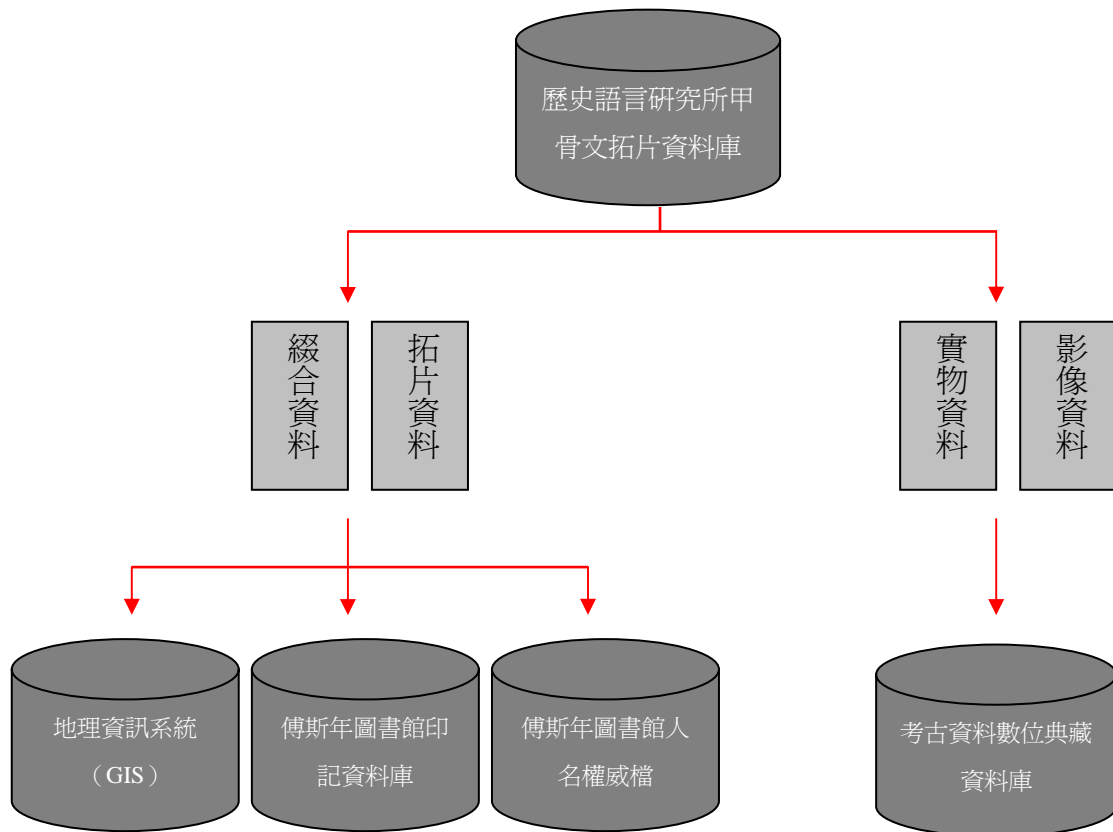 歷史語言研究所甲
骨文拓片資料庫
綴合資料
拓片資料
實物資料
影像資料
地理資訊系統
（GIS）
傅斯年圖書館印
記資料庫
傅斯年圖書館人
名權威檔
考古資料數位典藏
資料庫